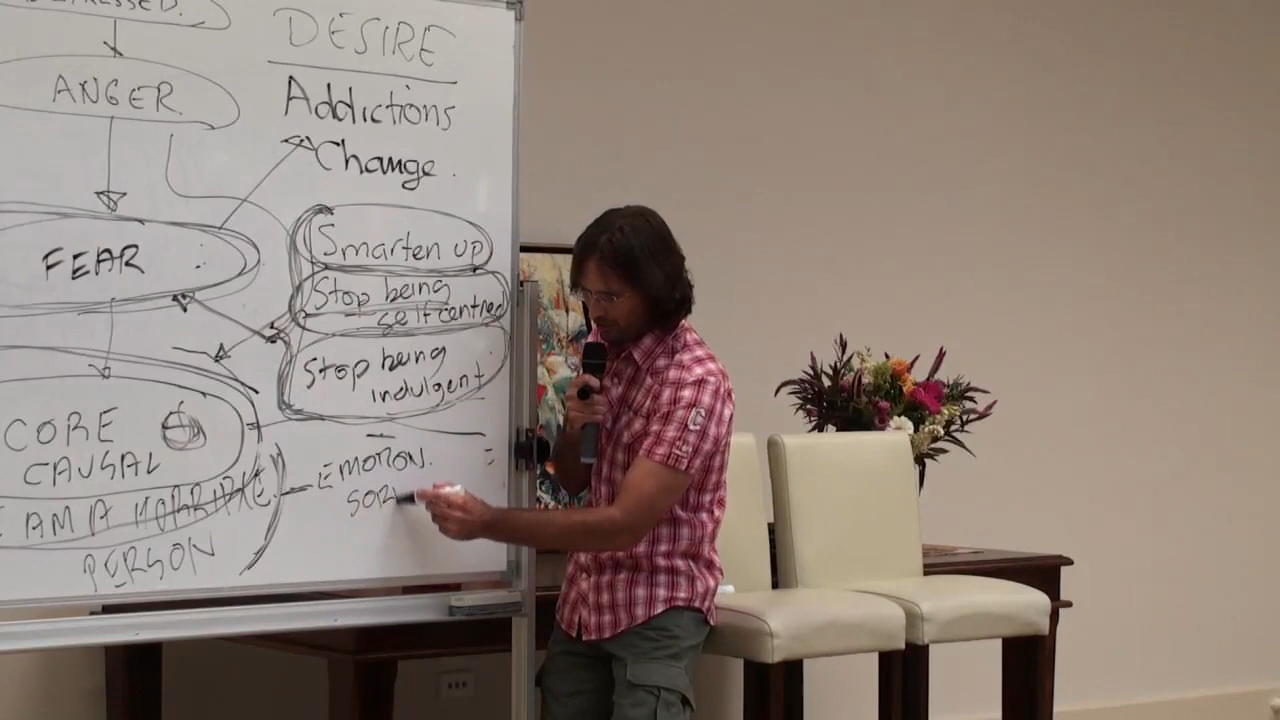 DESIRE
ANGER
Addictions
Change.
FEAR
Smarten up
Stop being
self centred
Stop being
indulgent
CORE
CAUSAL
EMOTION.
I AM A HORRIBLE
PERSON